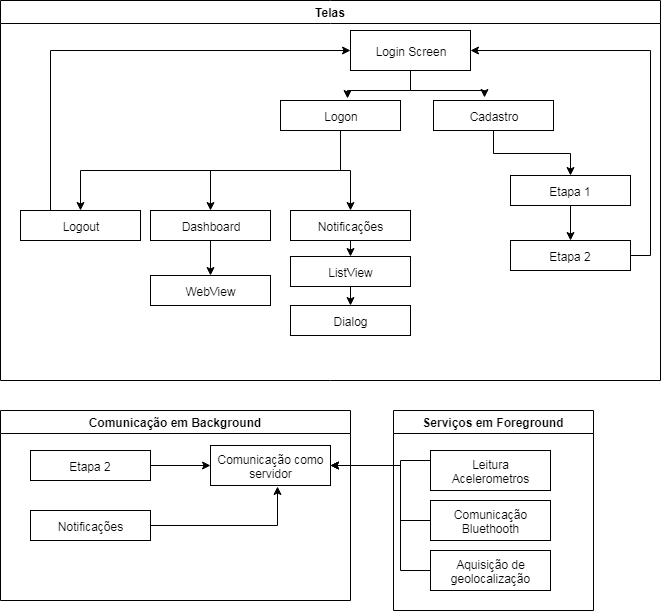 Telas
Login Screen
Logon
Cadastro
Etapa 1
Logout
Dashboard
Notificações
Etapa 2
ListView
WebView
Dialog
Comunicação em Background
Etapa 2
Comunicação como
servidor
Notificações
Serviços em Foreground
Leitura
Acelerometros
Comunicação
Bluethooth
Aquisição de
geolocalização